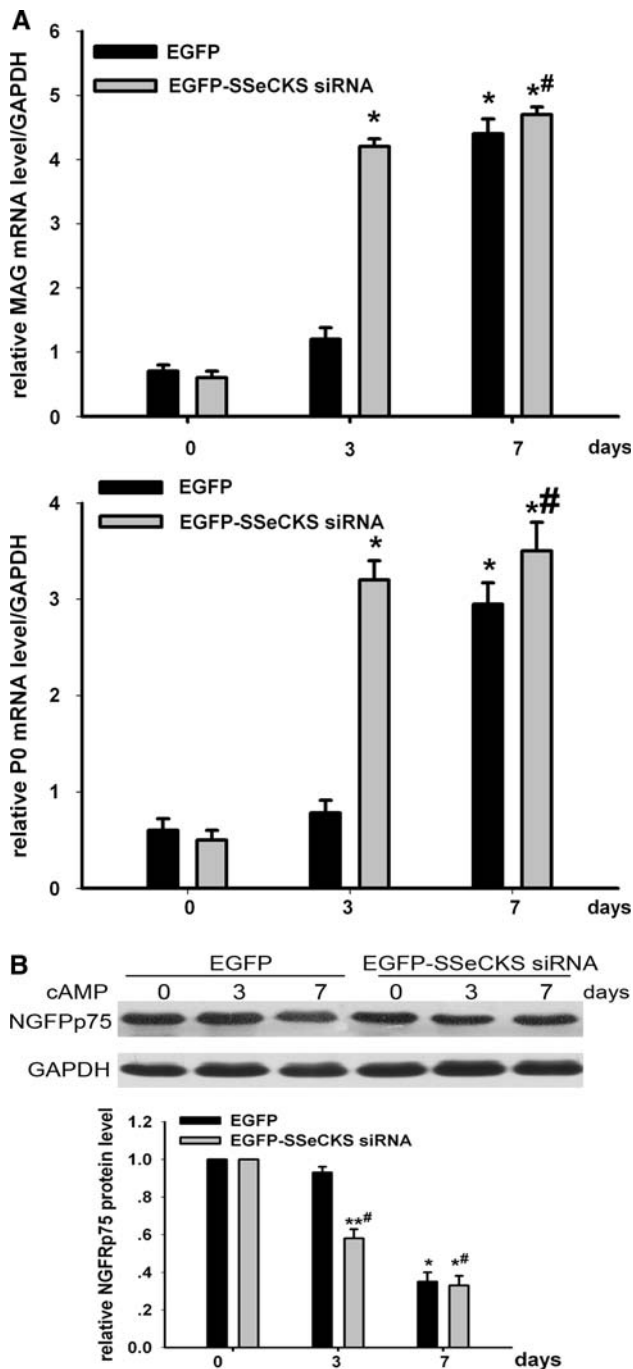 A
EGFP
EGFP-SSeCKS siRNA
relative MAG mRNA level/GAPDH
6
5
4
3
2
1
0
*
*
*#
0 3 7 days
EGFP
EGFP-SSeCKS siRNA
relative P0 mRNA level/GAPDH
4
3
2
1
0
*
*
*#
0 3 7 days
B
EGFP EGFP-SSeCKS siRNA
cAMP 0 3 7 0 3 7 days
NGFPp75
GAPDH
EGFP
EGFP-SSeCKS siRNA
relative NGFRp75 protein level
1.2
1.0
.8
.6
.4
.2
0.0
**#
*
*#
0 3 7 days